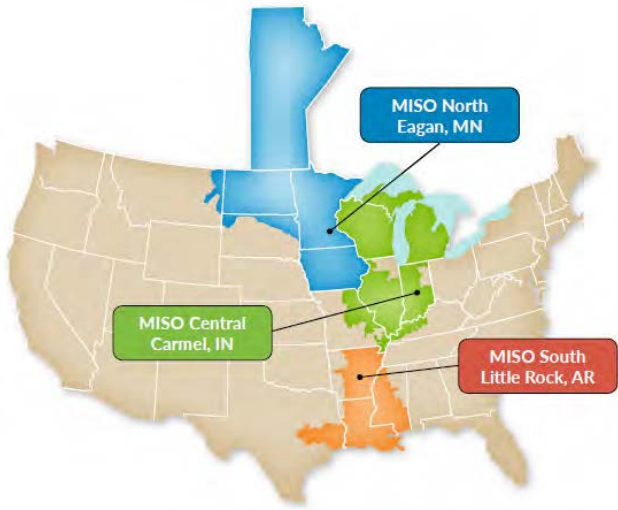 MISO North
Eagan, MN
MISO Central
Carmel, IN
MISO South
Little Rock, AR